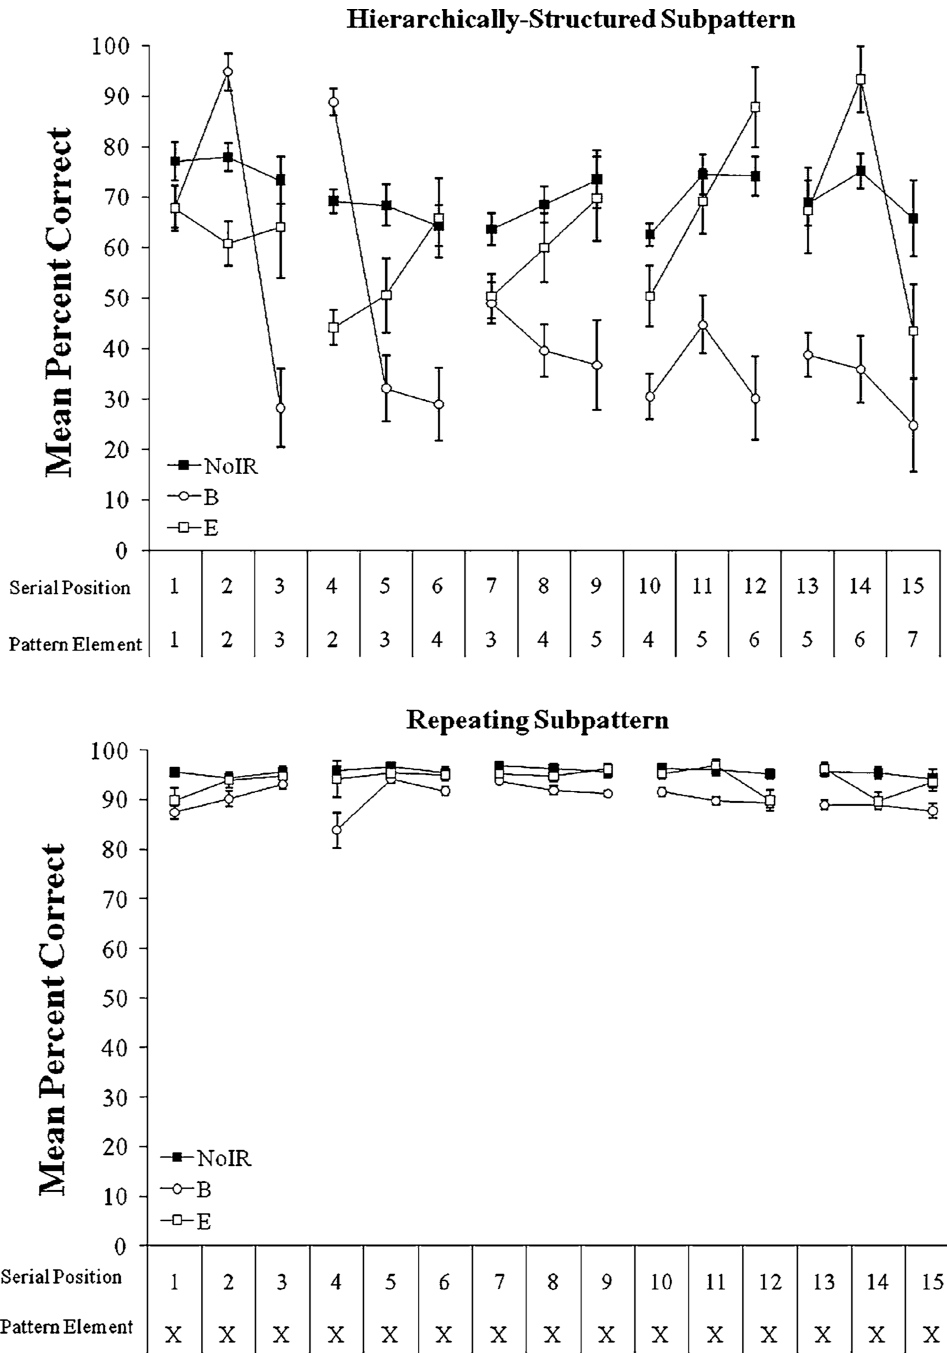 Hierarchically-Structured Subpattern
100
90
80
70
60
50
40
30
20
10
0
Mean Percent Correct
NoIR
B
E
Serial Position 1 2 3 4 5 6 7 8 9 10 11 12 13 14 15
Pattern Element 1 2 3 2 3 4 3 4 5 4 5 6 5 6 7
Repeating Subpattern
100
90
80
70
60
50
40
30
20
10
0
Mean Percent Correct
NoIR
B
E
Serial Position 1 2 3 4 5 6 7 8 9 10 11 12 13 14 15
Pattern Element X X X X X X X X X X X X X X X